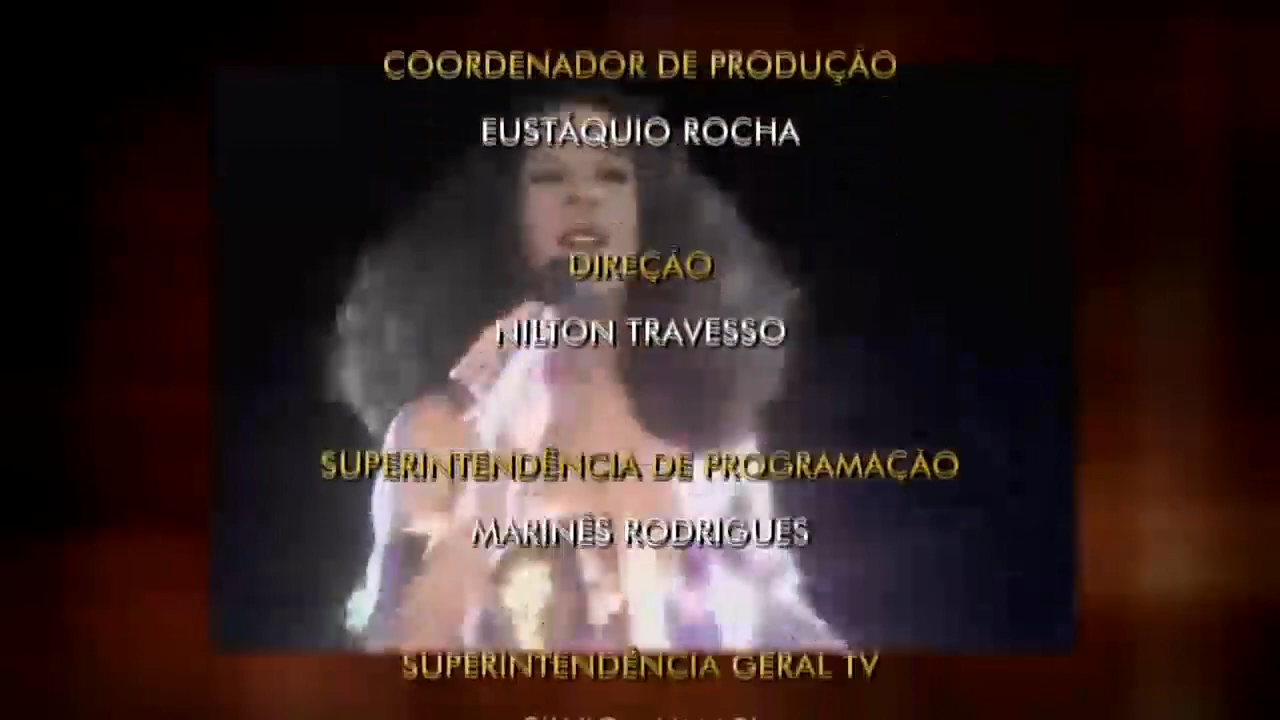 COORDENADOR DE PRODUÇÃO
EUSTÁQUIO ROCHA
DIREÇÃO
NILTON TRAVESSO
SUPERINTENDÊNCIA DE PROGRAMAÇÃO
MARINÊS RODRIGUES
SUPERINTENDÊNCIA GERAL TV